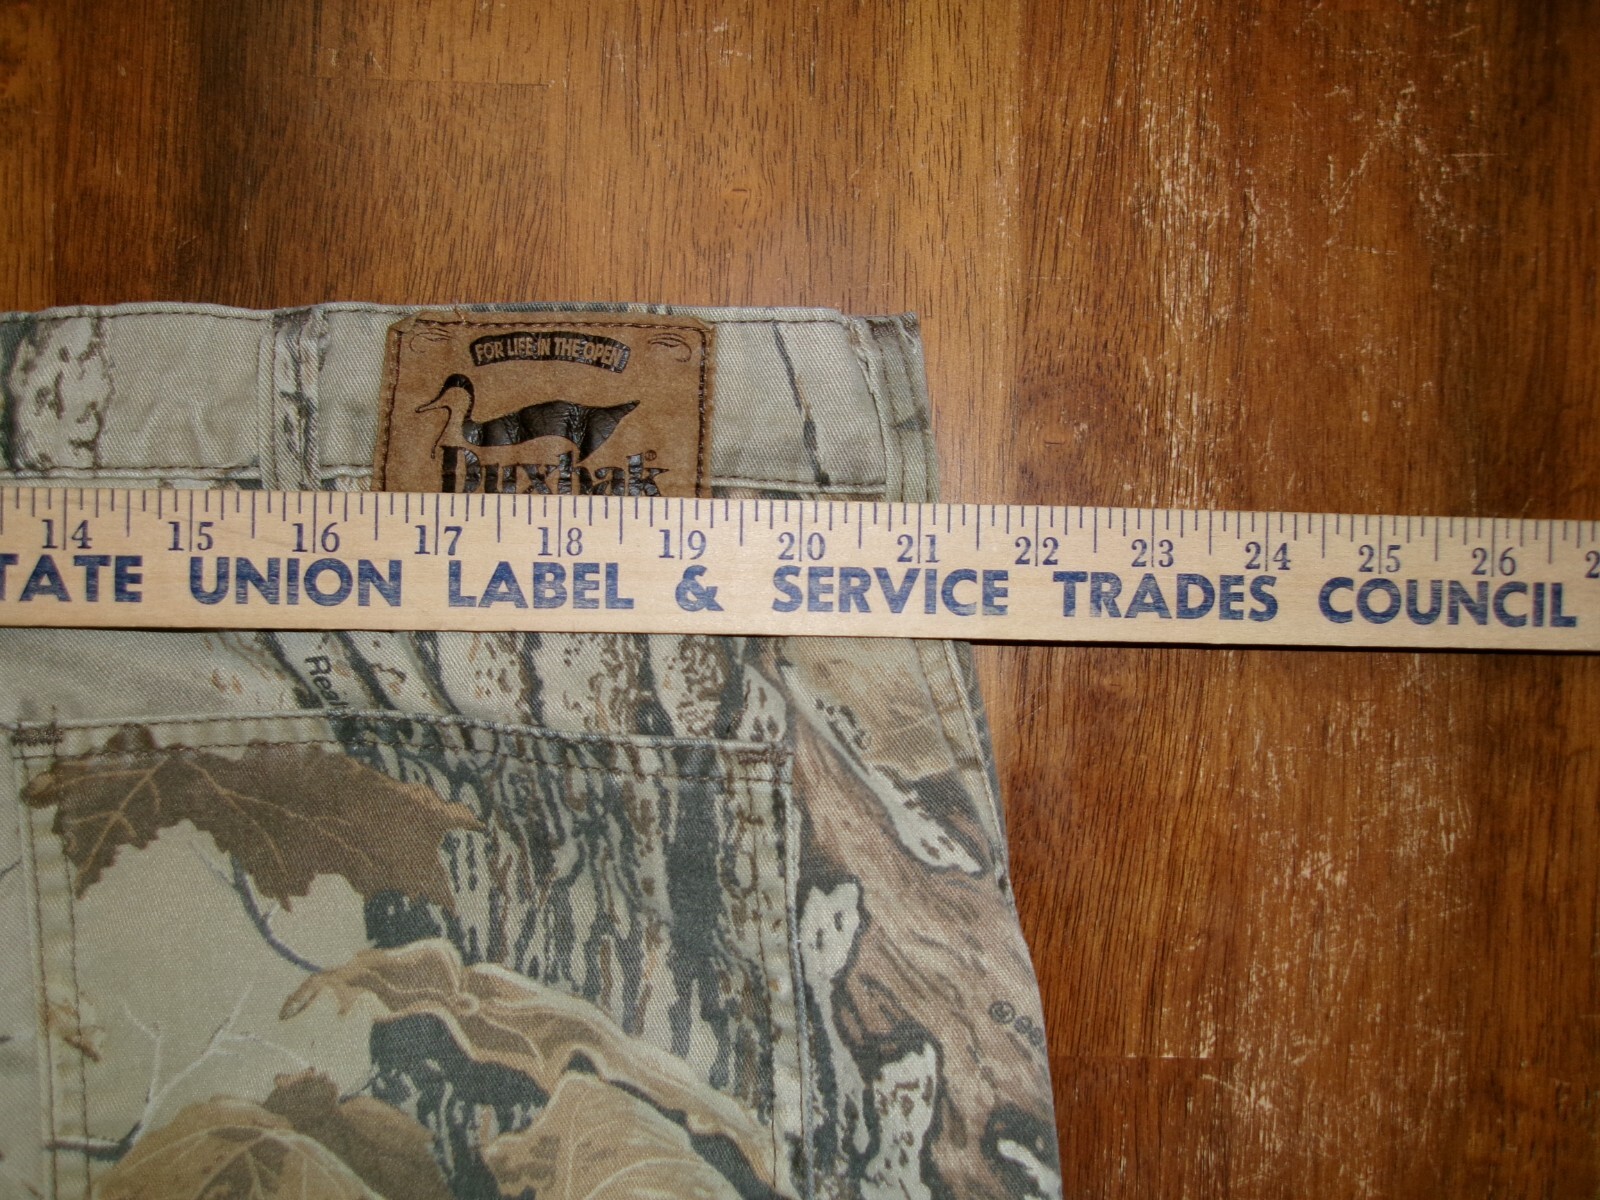 FOR LIFE IN THE OPEN
Duxbak®
14 15 16 17 18 19 20 21 22 23 24 25 26
TATE UNION LABEL & SERVICE TRADES COUNCIL
Real